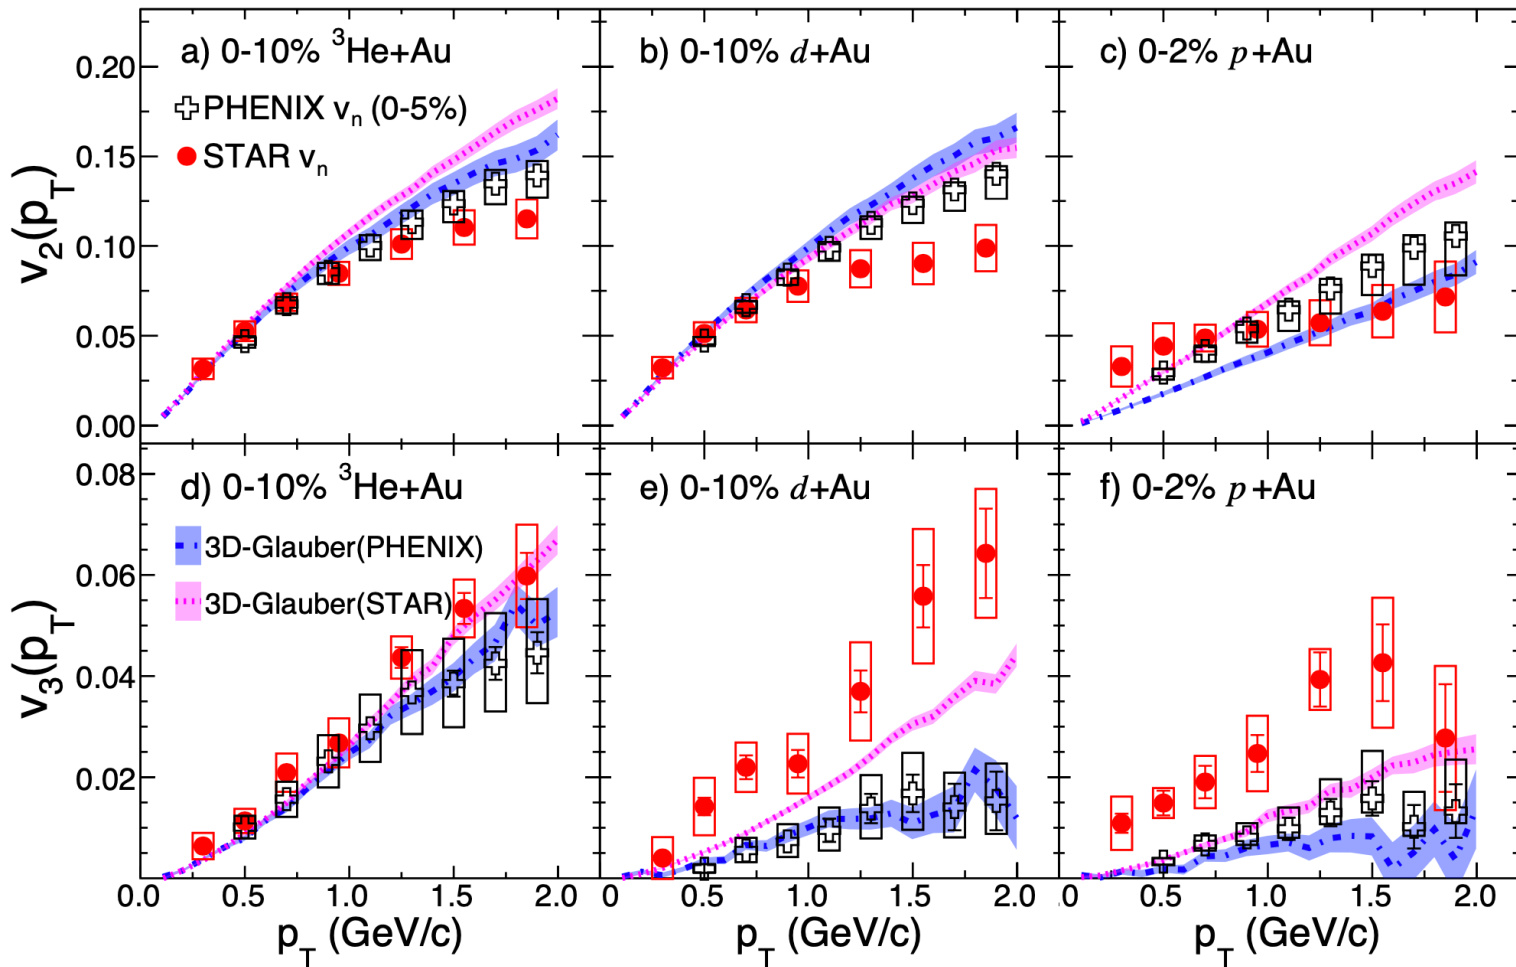 a) 0-10% ³He+Au
PHENIX vₙ (0-5%)
STAR vₙ
b) 0-10% d+Au
c) 0-2% p+Au
v₂(p_T)
0.20
0.15
0.10
0.05
0.00
d) 0-10% ³He+Au
3D-Glauber(PHENIX)
3D-Glauber(STAR)
e) 0-10% d+Au
f) 0-2% p+Au
v₃(p_T)
0.08
0.06
0.04
0.02
0.0 0.5 1.0 1.5 2.0 0.5 1.0 1.5 2.0 .0 0.5 1.0 1.5 2.0
p_T (GeV/c) p_T (GeV/c) p_T (GeV/c)